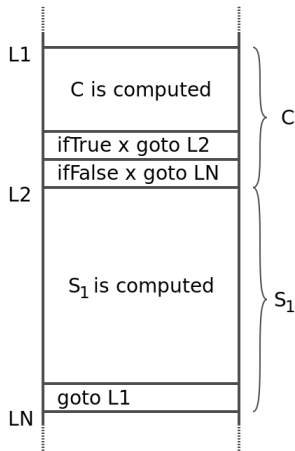 L1
C is computed
C
ifTrue x goto L2
ifFalse x goto LN
L2
S1 is computed
S1
goto L1
LN